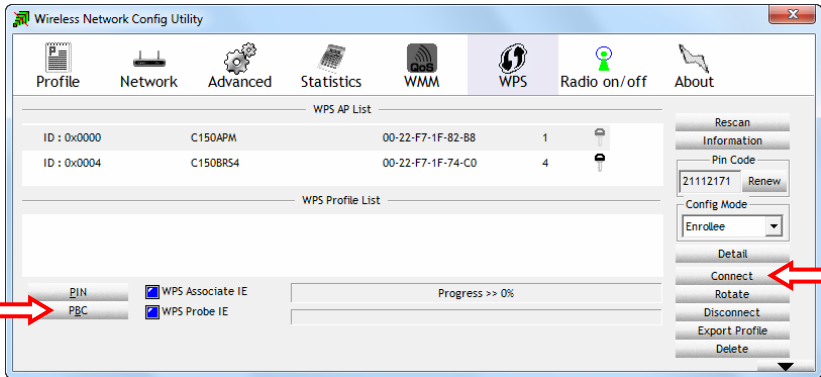 Wireless Network Config Utility
Profile Network Advanced Statistics QoS WMM WPS Radio on/off About
WPS AP List
ID : 0x0000 C150APM 00-22-F7-1F-82-B8 1
ID : 0x0004 C150BRS4 00-22-F7-1F-74-C0 4
WPS Profile List
Rescan
Information
Pin Code
21112171 Renew
Config Mode
Enrollee
Detail
Connect
Rotate
Disconnect
Export Profile
Delete
PIN WPS Associate IE Progress >> 0%
PBC WPS Probe IE